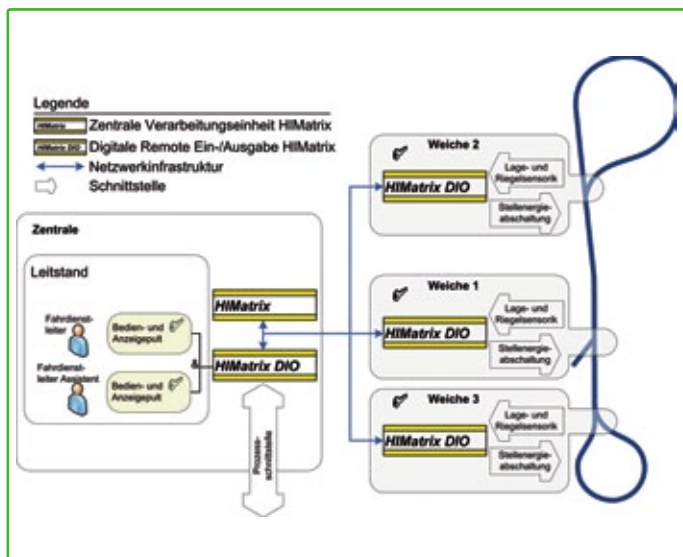 Legende
HIMatrix
Zentrale Verarbeitungseinheit HIMatrix
HIMatrix DIO
Digitale Remote Ein-/Ausgabe HIMatrix
Netzwerkinfrastruktur
Schnittstelle
Zentrale
Leitstand
Fahrdienst-
leiter
Bedien- und
Anzeigepult
Fahrdienst-
leiter Assistent
Bedien- und
Anzeigepult
HIMatrix
HIMatrix DIO
&
Prozess-
schnittstelle
Weiche 2
HIMatrix DIO
Lage- und
Riegelsensorik
Stellenergie-
abschaltung
Weiche 1
HIMatrix DIO
Lage- und
Riegelsensorik
Stellenergie-
abschaltung
Weiche 3
HIMatrix DIO
Lage- und
Riegelsensorik
Stellenergie-
abschaltung